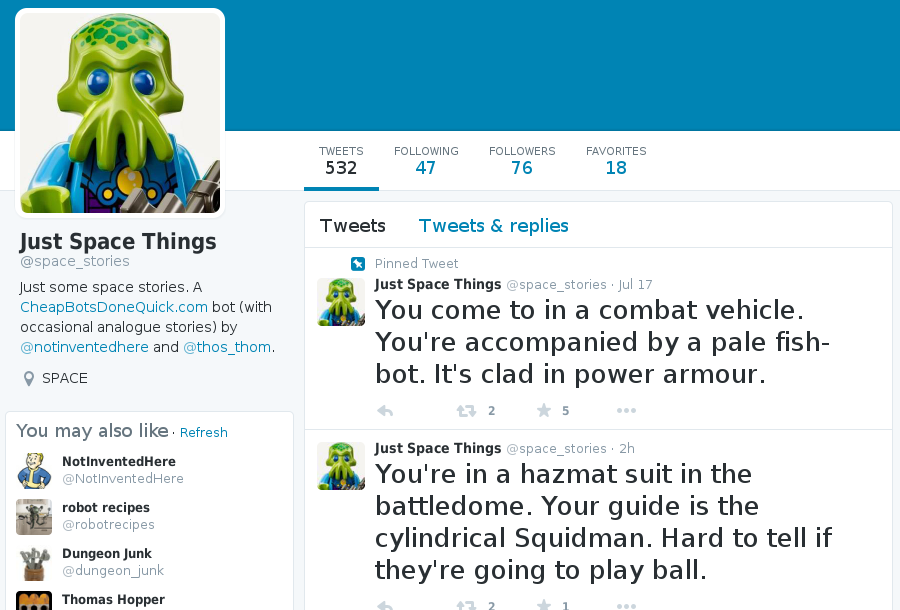 TWEETS FOLLOWING FOLLOWERS FAVORITES
532 47 76 18
Just Space Things
@space_stories
Just some space stories. A
CheapBotsDoneQuick.com bot (with
occasional analogue stories) by
@notinventedhere and @thos_thom.
SPACE
You may also like · Refresh
NotInventedHere
@NotInventedHere
robot recipes
@robotrecipes
Dungeon Junk
@dungeon_junk
Thomas Hopper
Tweets Tweets & replies
Pinned Tweet
Just Space Things @space_stories · Jul 17
You come to in a combat vehicle.
You're accompanied by a pale fish-
bot. It's clad in power armour.
2 5
Just Space Things @space_stories · 2h
You're in a hazmat suit in the
battledome. Your guide is the
cylindrical Squidman. Hard to tell if
they're going to play ball.
2 1